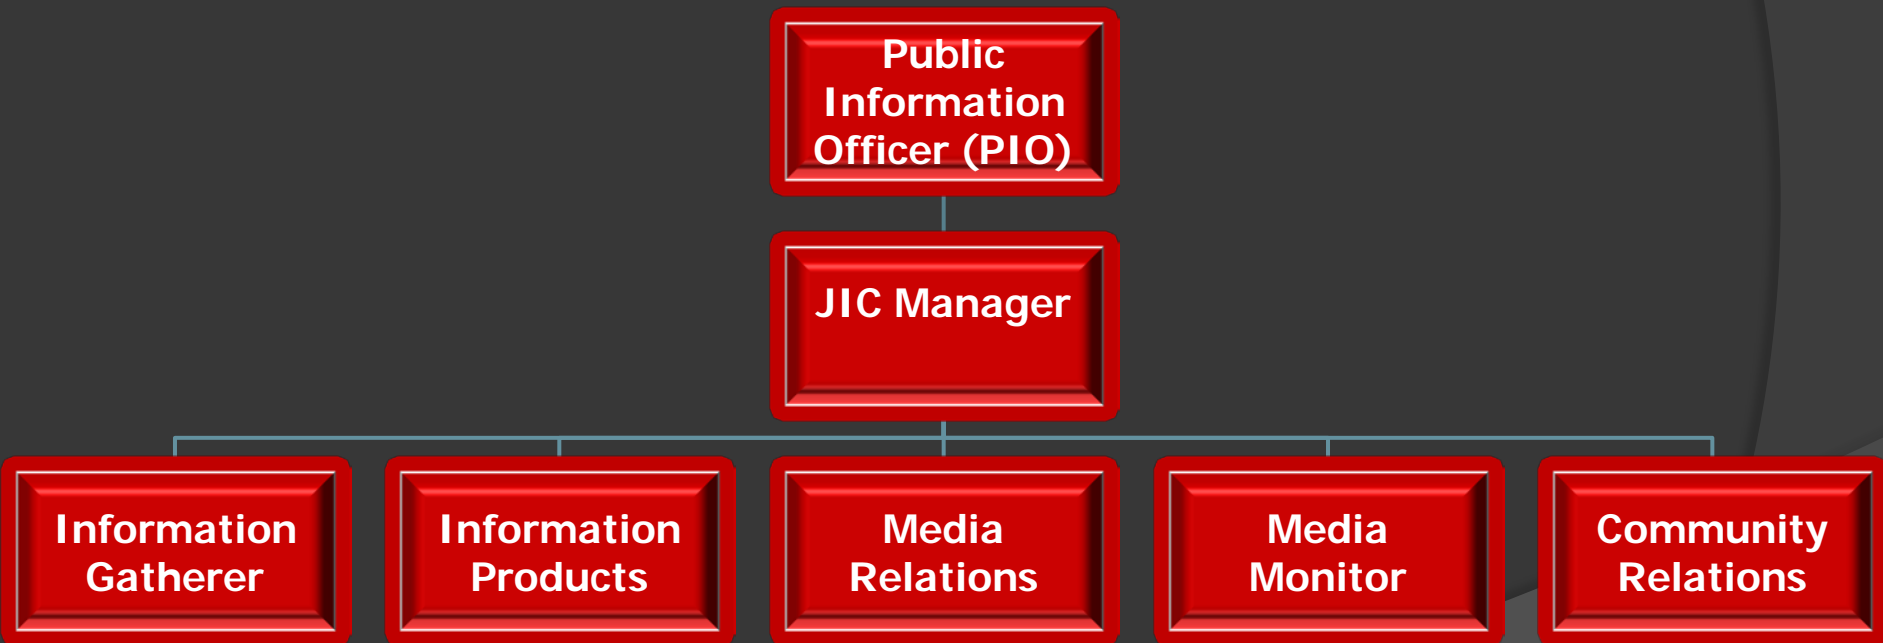 Public
Information
Officer (PIO)
JIC Manager
Information
Gatherer
Information
Products
Media
Relations
Media
Monitor
Community
Relations